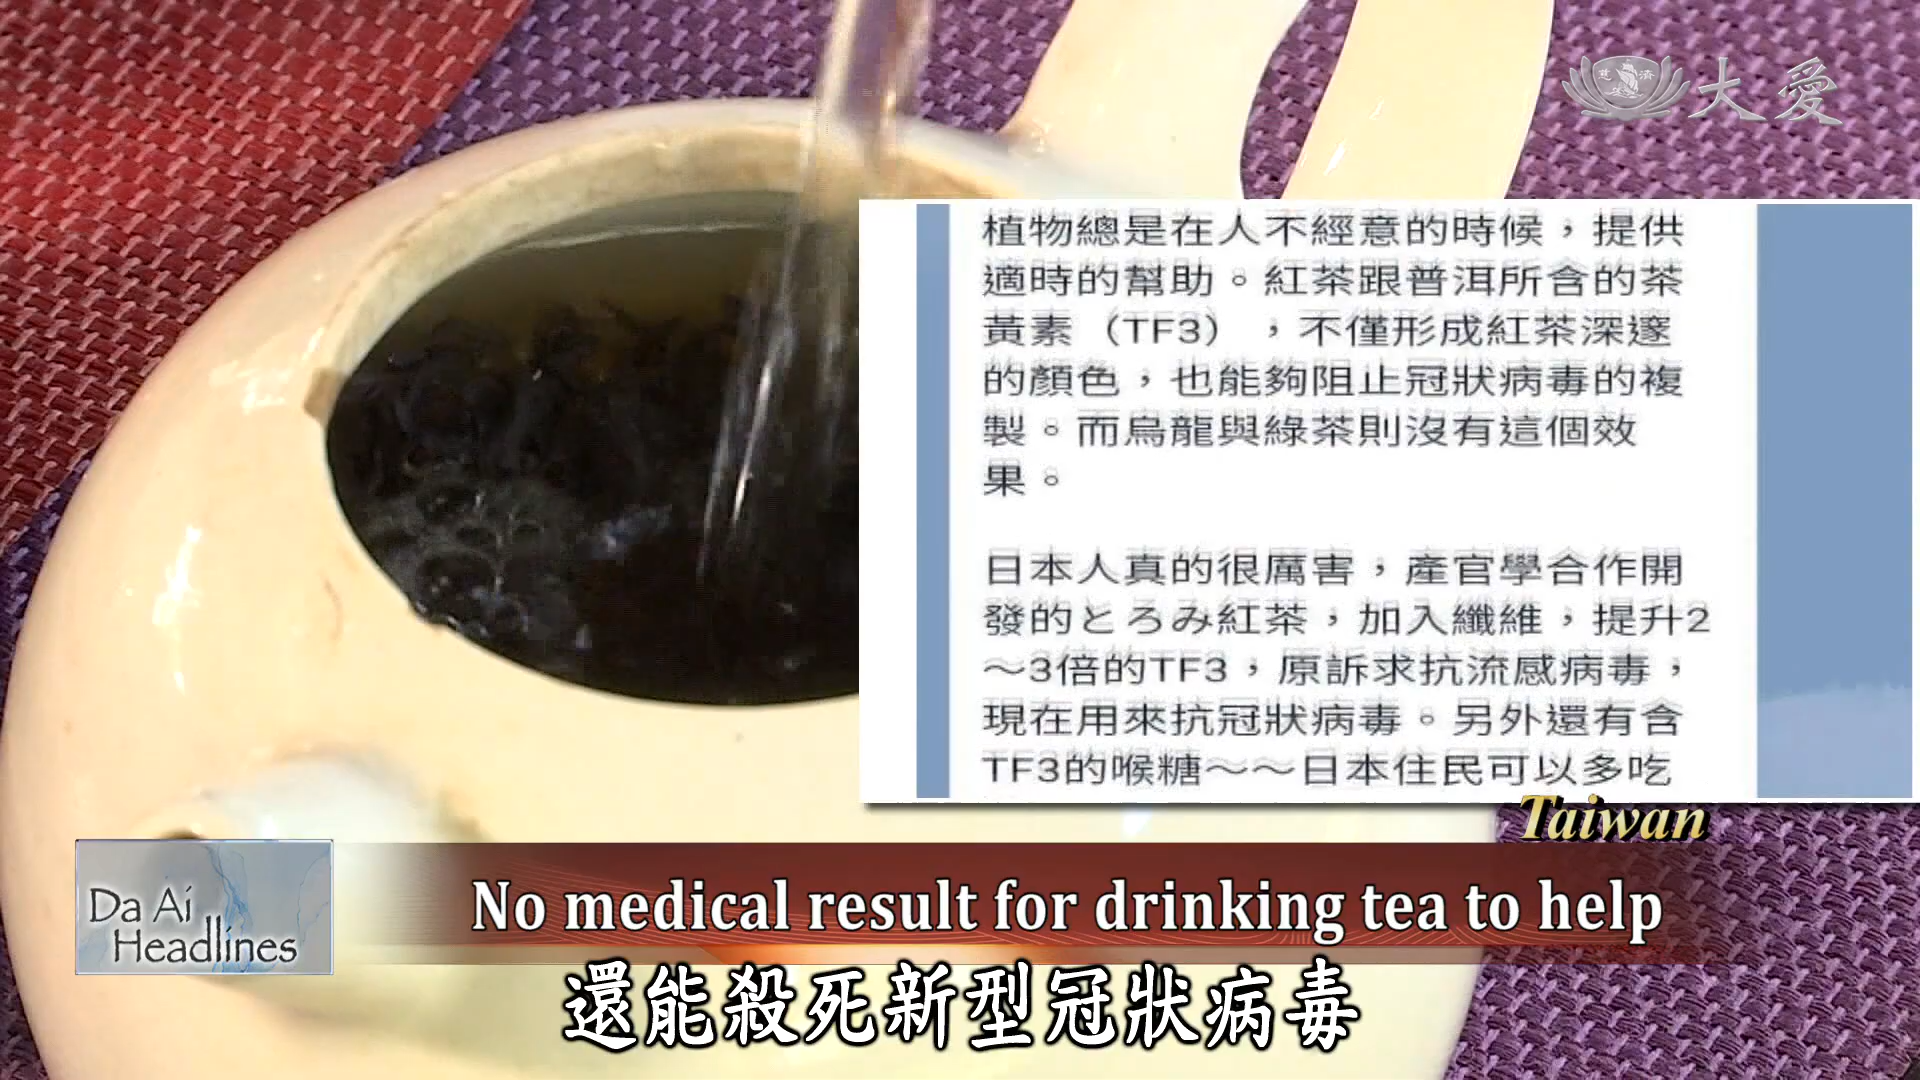 慈濟
大愛
植物總是在人不經意的時候，提供
適時的幫助。紅茶跟普洱所含的茶
黃素（TF3），不僅形成紅茶深邃
的顏色，也能夠阻止冠狀病毒的複
製。而烏龍與綠茶則沒有這個效
果。
日本人真的很厲害，產官學合作開
發的とろみ紅茶，加入纖維，提升2
～3倍的TF3，原訴求抗流感病毒，
現在用來抗冠狀病毒。另外還有含
TF3的喉糖～～日本住民可以多吃
Taiwan
Da Ai
Headlines
No medical result for drinking tea to help
還能殺死新型冠狀病毒